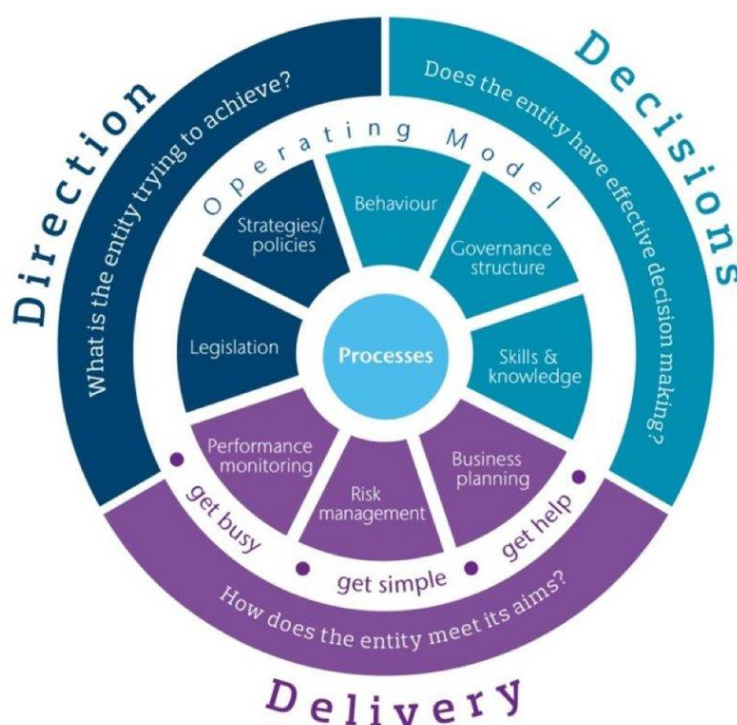 Direction
What is the entity trying to achieve?
Decisions
Does the entity have effective decision making?
Operating Model
Strategies/
policies
Behaviour
Governance
structure
Legislation
Processes
Skills &
knowledge
Performance
monitoring
Risk
management
Business
planning
get busy
get simple
get help
How does the entity meet its aims?
Delivery